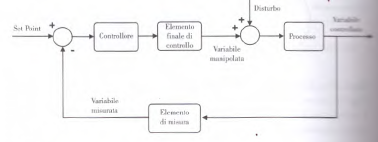 Disturbo
Set Point
+
-
Controllore
Elemento
finale di
controllo
Variabile
manipolata
+
+
Processo
Variabile
controllata
Variabile
misurata
Elemento
di misura